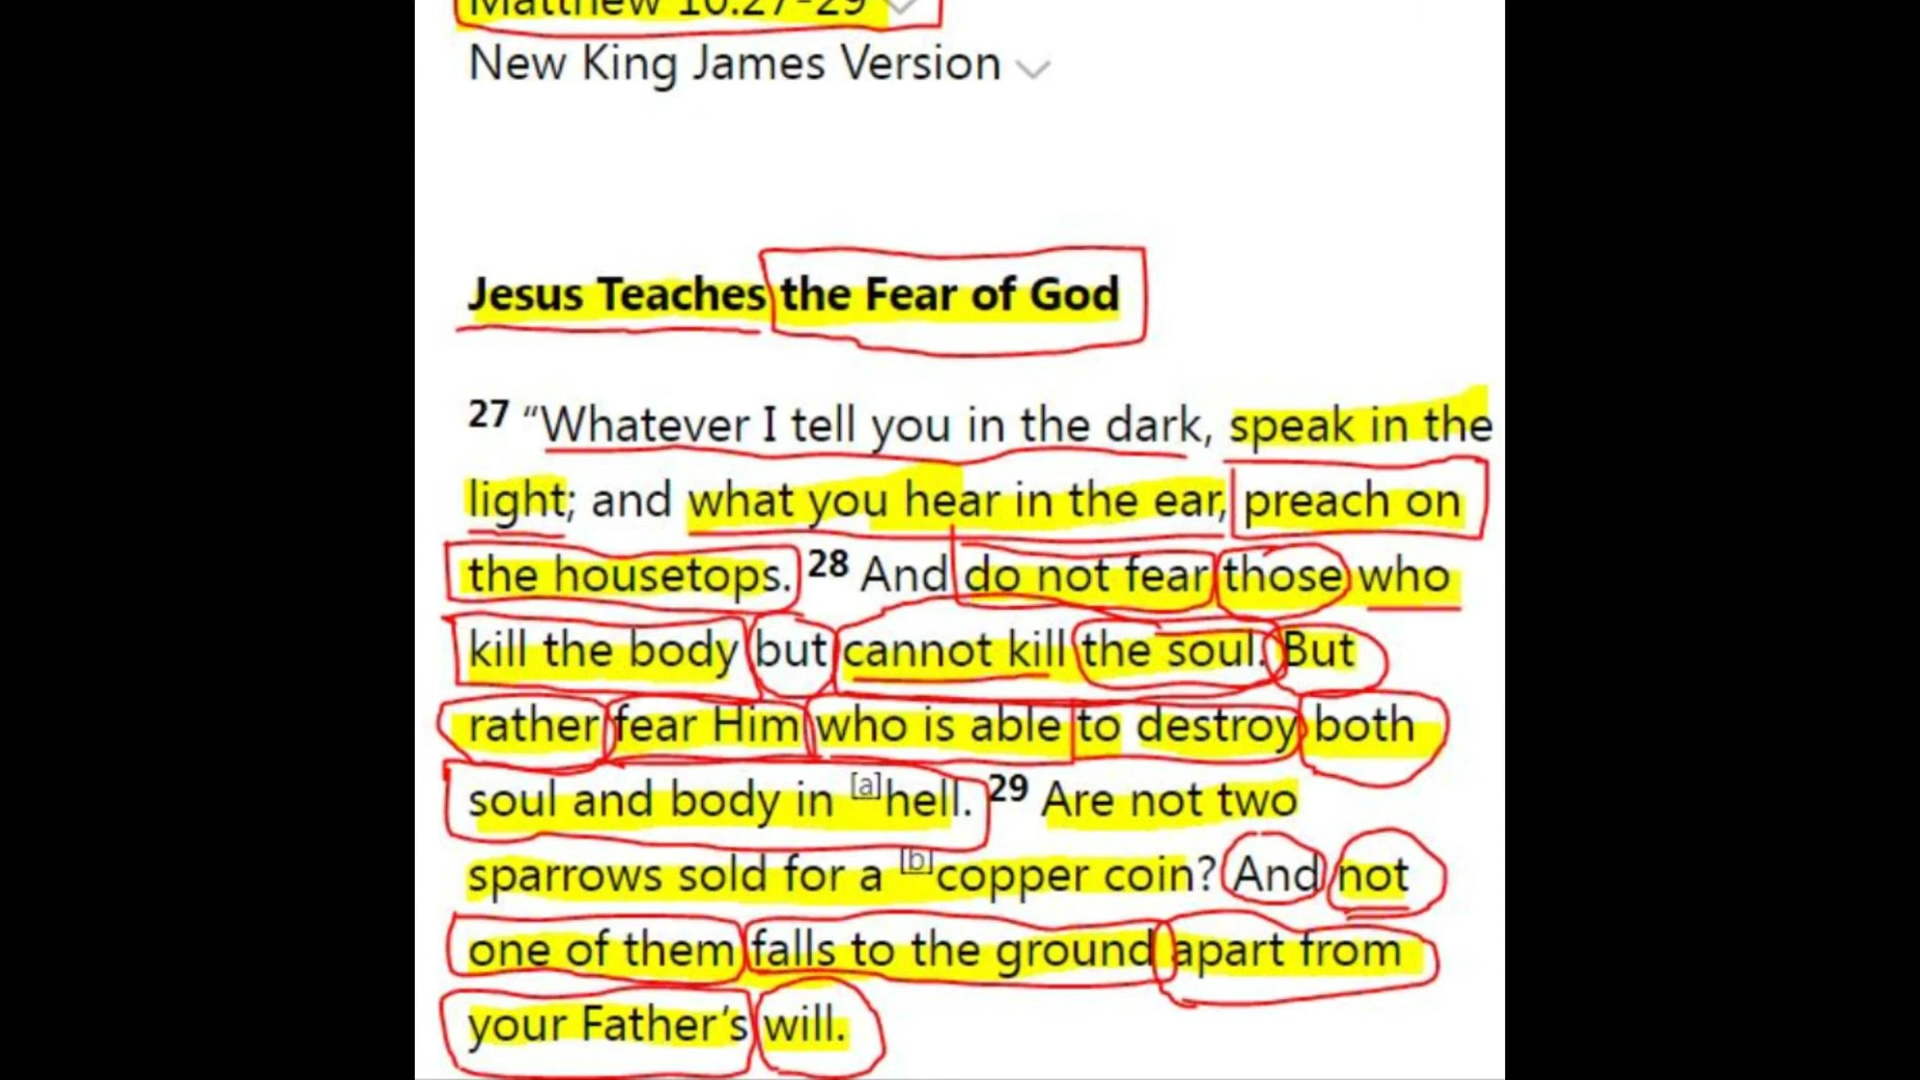 Matthew 10:27-29
New King James Version
Jesus Teaches the Fear of God
27 “Whatever I tell you in the dark, speak in the
light; and what you hear in the ear, preach on
the housetops. 28 And do not fear those who
kill the body but cannot kill the soul. But
rather fear Him who is able to destroy both
soul and body in [a]hell. 29 Are not two
sparrows sold for a [b]copper coin? And not
one of them falls to the ground apart from
your Father’s will.